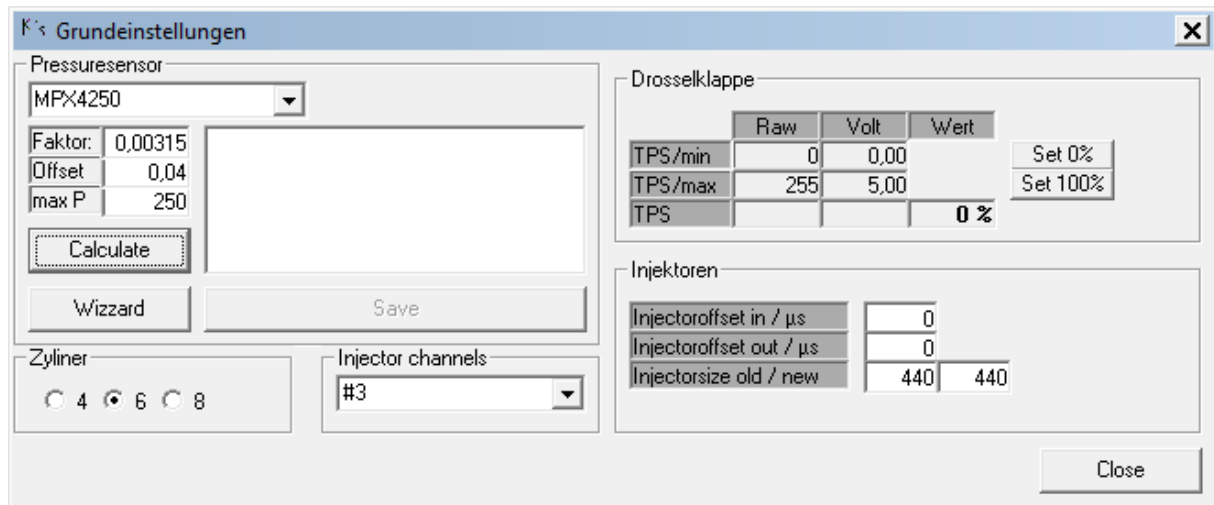 K's Grundeinstellungen
Pressuresensor
MPX4250
Faktor: 0,00315
Offset 0,04
max P 250
Calculate
Wizzard Save
Zyliner
4 6 8
Injector channels
#3
Drosselklappe
Raw Volt Wert
TPS/min 0 0,00 Set 0%
TPS/max 255 5,00 Set 100%
TPS 0 %
Injektoren
Injectoroffset in / µs 0
Injectoroffset out / µs 0
Injectorsize old / new 440 440
Close